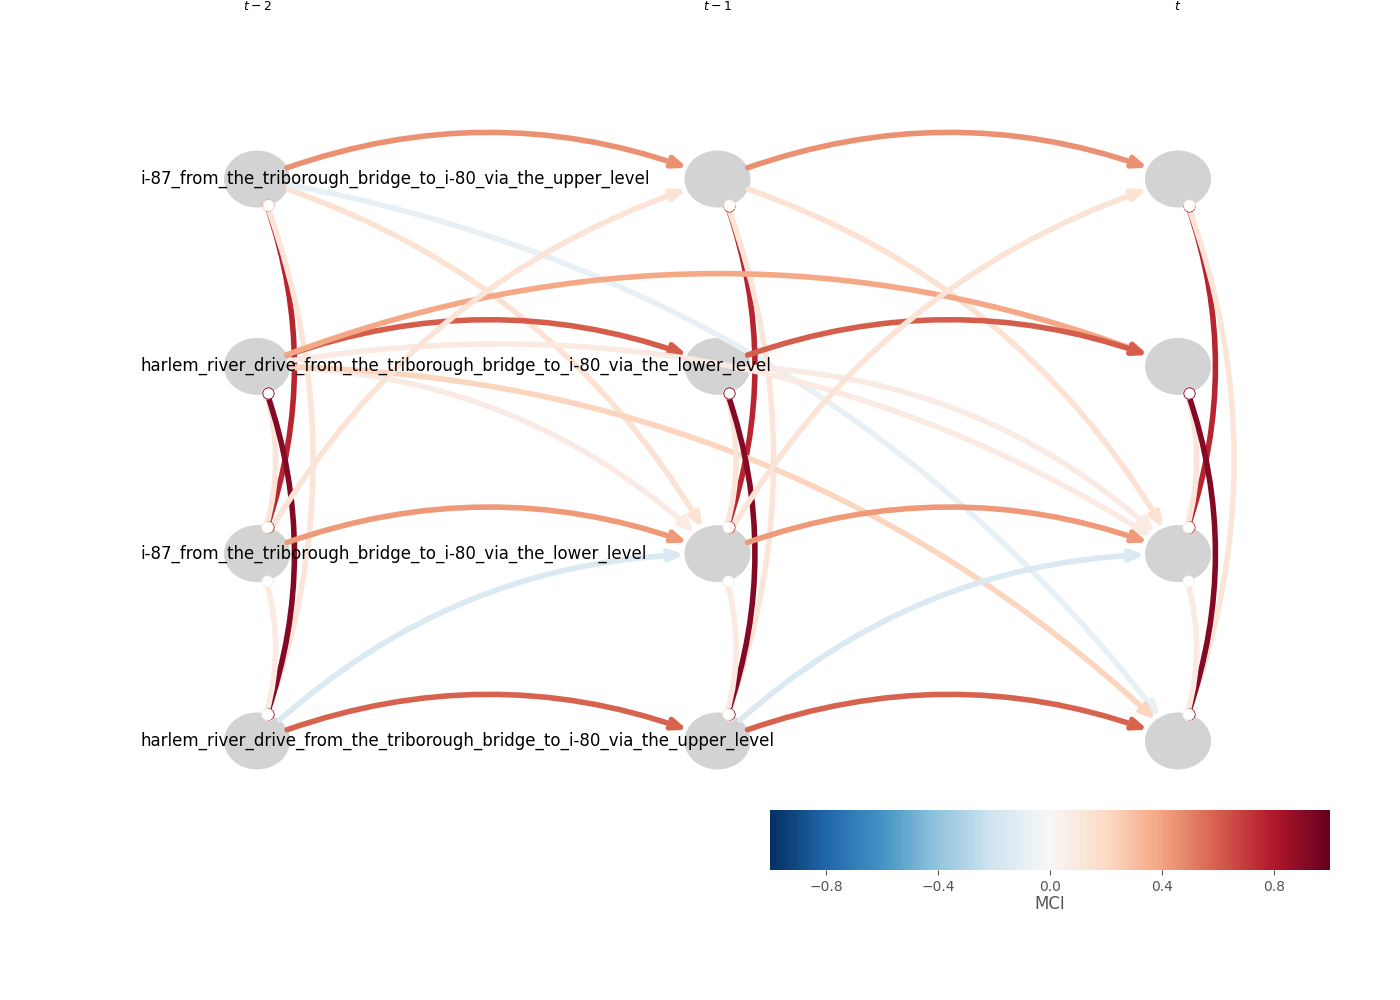 t − 2 t − 1 t
i-87_from_the_triborough_bridge_to_i-80_via_the_upper_level
harlem_river_drive_from_the_triborough_bridge_to_i-80_via_the_lower_level
i-87_from_the_triborough_bridge_to_i-80_via_the_lower_level
harlem_river_drive_from_the_triborough_bridge_to_i-80_via_the_upper_level
−0.8 −0.4 0.0 0.4 0.8
MCI